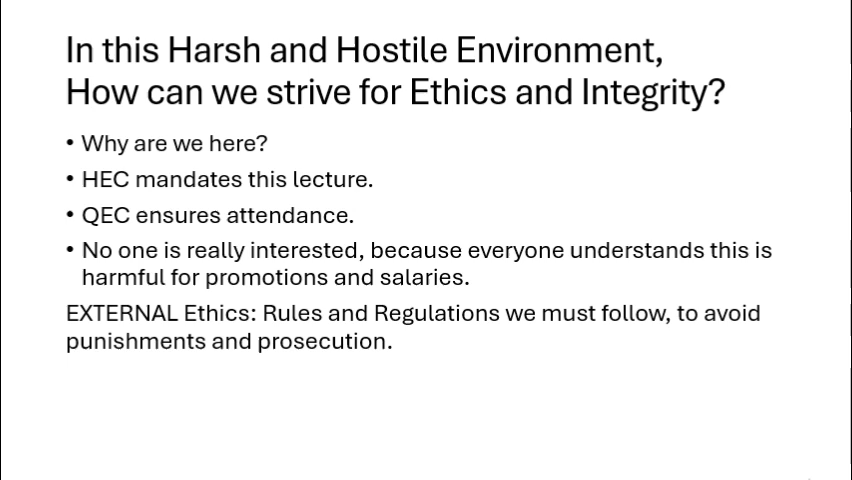 In this Harsh and Hostile Environment,
How can we strive for Ethics and Integrity?
• Why are we here?
• HEC mandates this lecture.
• QEC ensures attendance.
• No one is really interested, because everyone understands this is
harmful for promotions and salaries.
EXTERNAL Ethics: Rules and Regulations we must follow, to avoid
punishments and prosecution.